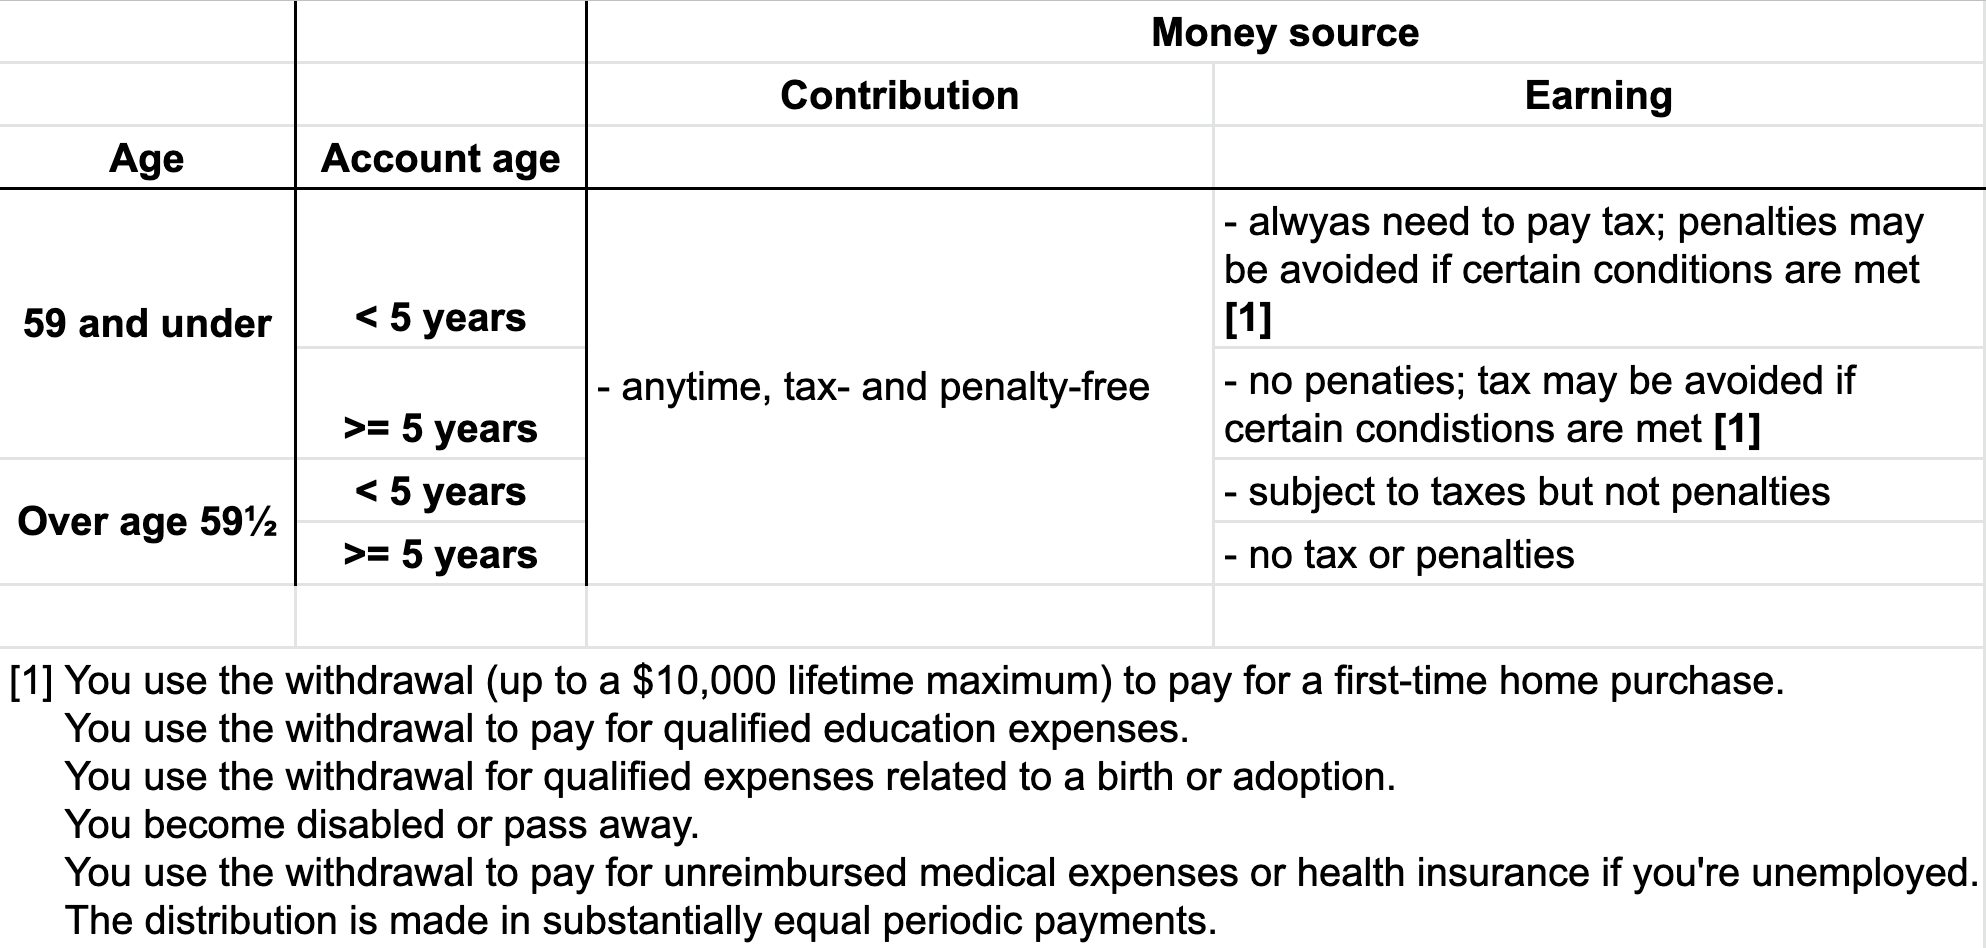 Money source
Contribution Earning
Age Account age
59 and under
< 5 years
- alwyas need to pay tax; penalties may
be avoided if certain conditions are met
[1]
>= 5 years
- anytime, tax- and penalty-free
- no penaties; tax may be avoided if
certain condistions are met [1]
Over age 59½
< 5 years
- subject to taxes but not penalties
>= 5 years
- no tax or penalties
[1] You use the withdrawal (up to a $10,000 lifetime maximum) to pay for a first-time home purchase.
You use the withdrawal to pay for qualified education expenses.
You use the withdrawal for qualified expenses related to a birth or adoption.
You become disabled or pass away.
You use the withdrawal to pay for unreimbursed medical expenses or health insurance if you're unemployed.
The distribution is made in substantially equal periodic payments.